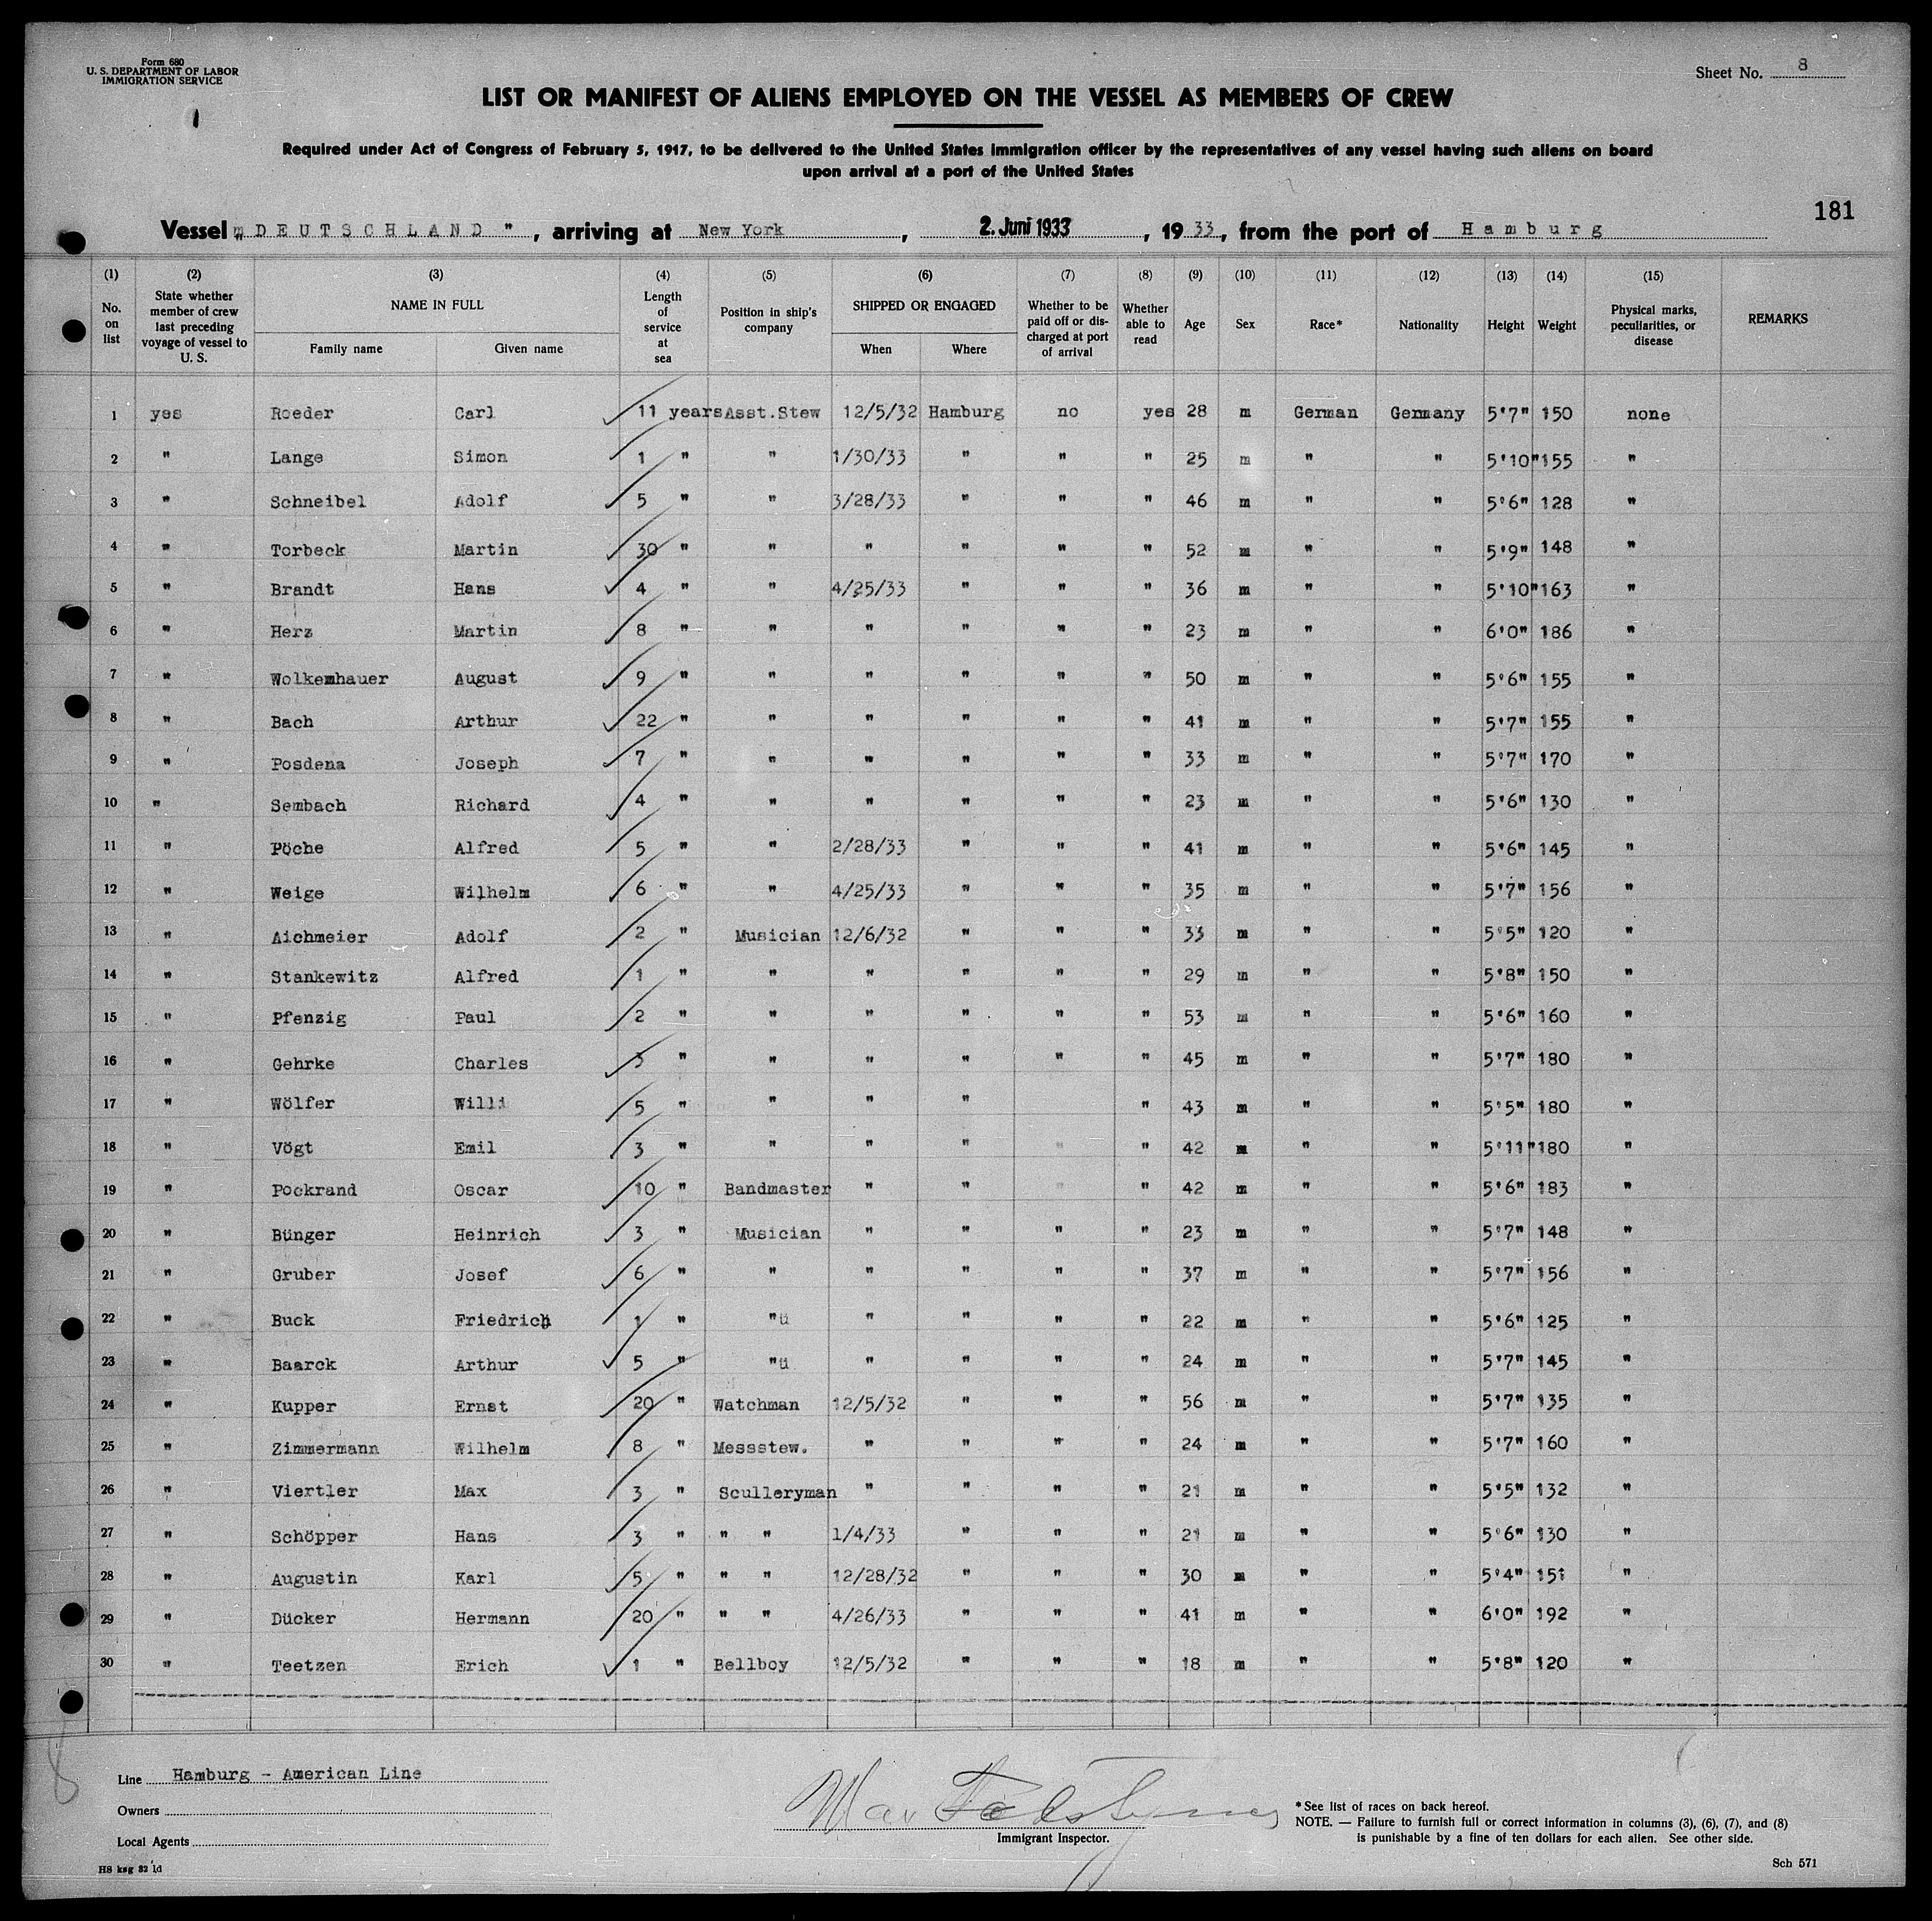 Form 680
U. S. DEPARTMENT OF LABOR
IMMIGRATION SERVICE
Sheet No. 8
LIST OR MANIFEST OF ALIENS EMPLOYED ON THE VESSEL AS MEMBERS OF CREW
Required under Act of Congress of February 5, 1917, to be delivered to the United States Immigration officer by the representatives of any vessel having such aliens on board
upon arrival at a port of the United States
181
Vessel „DEUTSCHLAND", arriving at New York, 2. Juni 1933, 19 33, from the port of Hamburg
(1) (2) (3) (4) (5) (6) (7) (8) (9) (10) (11) (12) (13) (14) (15)
No. on list State whether member of crew last preceding voyage of vessel to U. S. NAME IN FULL Family name Given name Length of service at sea Position in ship's company SHIPPED OR ENGAGED When Where Whether to be paid off or discharged at port of arrival Whether able to read Age Sex Race* Nationality Height Weight Physical marks, peculiarities, or disease REMARKS
1 yes Roeder Carl 11 years Asst.Stew 12/5/32 Hamburg no yes 28 m German Germany 5'7" 150 none
2 " Lange Simon 1 " " 1/30/33 " " " 25 m " " 5'10" 155 "
3 " Schneibel Adolf 5 " " 3/28/33 " " " 46 m " " 5'6" 128 "
4 " Torbeck Martin 30 " " " " " " 52 m " " 5'9" 148 "
5 " Brandt Hans 4 " " 4/25/33 " " " 36 m " " 5'10" 163 "
6 " Herz Martin 8 " " " " " " 23 m " " 6'0" 186 "
7 " Wolkemhauer August 9 " " " " " " 50 m " " 5'6" 155 "
8 " Bach Arthur 22 " " " " " " 41 m " " 5'7" 155 "
9 " Posdena Joseph 7 " " " " " " 33 m " " 5'7" 170 "
10 " Sembach Richard 4 " " " " " " 23 m " " 5'6" 130 "
11 " Pöche Alfred 5 " " 2/28/33 " " " 41 m " " 5'6" 145 "
12 " Weige Wilhelm 6 " " 4/25/33 " " " 35 m " " 5'7" 156 "
13 " Aichmeier Adolf 2 " Musician 12/6/32 " " " 33 m " " 5'5" 120 "
14 " Stankewitz Alfred 1 " " " " " " 29 m " " 5'8" 150 "
15 " Pfenzig Paul 2 " " " " " " 53 m " " 5'6" 160 "
16 " Gehrke Charles 3 " " " " " " 45 m " " 5'7" 180 "
17 " Wölfer Willi 5 " " " " " 43 m " " 5'5" 180 "
18 " Vögt Emil 3 " " " " " " 42 m " " 5'11" 180 "
19 " Pockrand Oscar 10 " Bandmaster " " " " 42 m " " 5'6" 183 "
20 " Bünger Heinrich 3 " Musician " " " " 23 m " " 5'7" 148 "
21 " Gruber Josef 6 " " " " " " 37 m " " 5'7" 156 "
22 " Buck Friedrich 1 " "ü " " " " 22 m " " 5'6" 125 "
23 " Baarck Arthur 5 " "ü " " " " 24 m " " 5'7" 145 "
24 " Kupper Ernst 20 " Watchman 12/5/32 " " " 56 m " " 5'7" 135 "
25 " Zimmermann Wilhelm 8 " Messstew. " " " " 24 m " " 5'7" 160 "
26 " Viertler Max 3 " Sculleryman " " " " 21 m " " 5'5" 132 "
27 " Schöpper Hans 3 " " " 1/4/33 " " " 21 m " " 5'6" 130 "
28 " Augustin Karl 5 " " " 12/28/32 " " " 30 m " " 5'4" 151 "
29 " Dücker Hermann 20 " " " 4/26/33 " " " 41 m " " 6'0" 192 "
30 " Teetzen Erich 1 " Bellboy 12/5/32 " " " 18 m " " 5'8" 120 "
8
Line Hamburg - American Line
Owners
Local Agents
Max
Immigrant Inspector.
* See list of races on back hereof.
NOTE. — Failure to furnish full or correct information in columns (3), (6), (7), and (8)
is punishable by a fine of ten dollars for each alien. See other side.
H8 ksg 32 1d
Sch 571